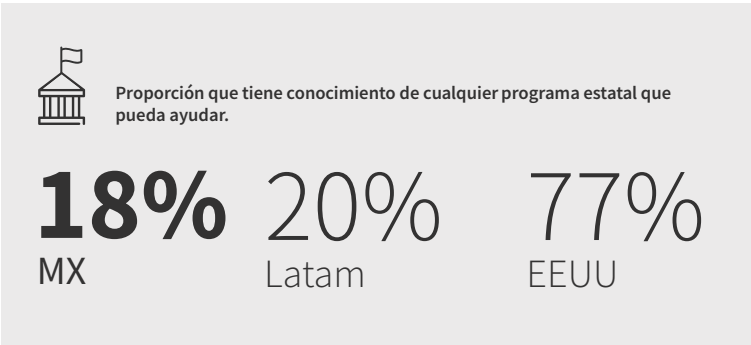 Proporción que tiene conocimiento de cualquier programa estatal que
pueda ayudar.
18% 20% 77%
MX Latam EEUU